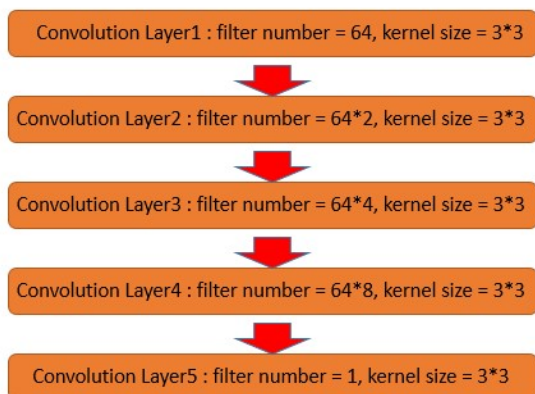 Convolution Layer1 : filter number = 64, kernel size = 3*3
Convolution Layer2 : filter number = 64*2, kernel size = 3*3
Convolution Layer3 : filter number = 64*4, kernel size = 3*3
Convolution Layer4 : filter number = 64*8, kernel size = 3*3
Convolution Layer5 : filter number = 1, kernel size = 3*3